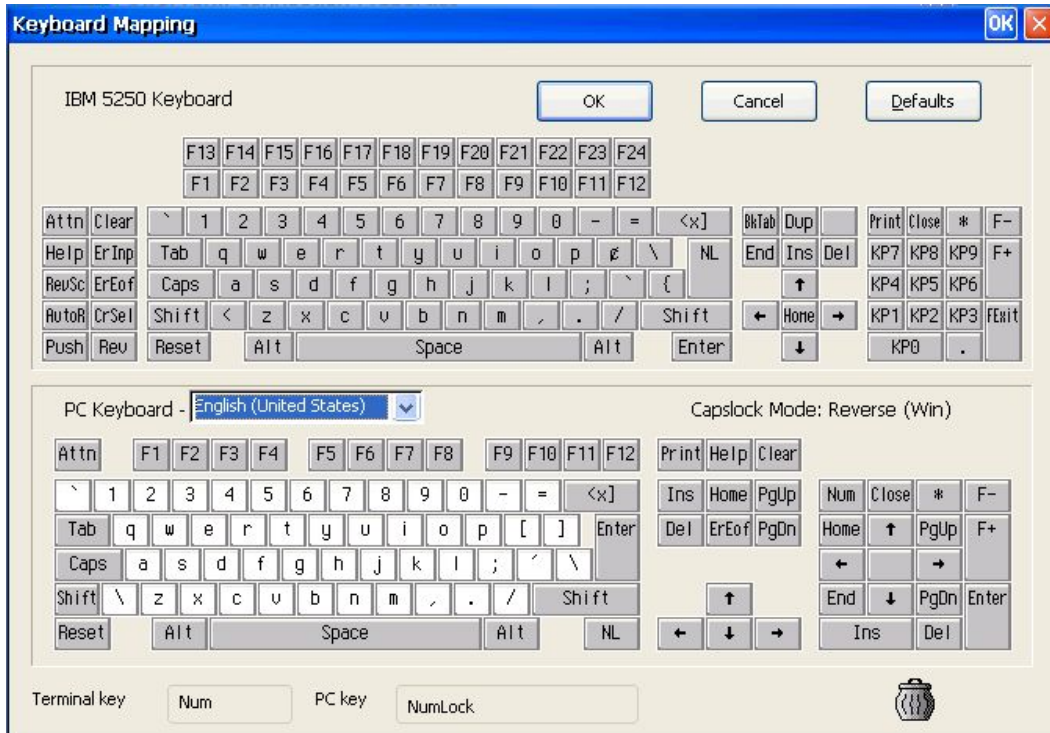 Keyboard Mapping OK
IBM 5250 Keyboard OK Cancel Defaults
F13 F14 F15 F16 F17 F18 F19 F20 F21 F22 F23 F24
F1 F2 F3 F4 F5 F6 F7 F8 F9 F10 F11 F12
Attn Clear ` 1 2 3 4 5 6 7 8 9 0 - = <x] BkTab Dup Print Close * F-
Help ErInp Tab q w e r t y u i o p ¢ \ NL End Ins Del KP7 KP8 KP9 F+
RevSc ErEof Caps a s d f g h j k l ; ` { ↑ KP4 KP5 KP6
AutoR CrSel Shift < z x c v b n m , . / Shift ← Home → KP1 KP2 KP3 FExit
Push Rev Reset Alt Space Alt Enter ↓ KP0 .
PC Keyboard - English (United States) Capslock Mode: Reverse (Win)
Attn F1 F2 F3 F4 F5 F6 F7 F8 F9 F10 F11 F12 Print Help Clear
` 1 2 3 4 5 6 7 8 9 0 - = <x] Ins Home PgUp Num Close * F-
Tab q w e r t y u i o p [ ] Enter Del ErEof PgDn Home ↑ PgUp F+
Caps a s d f g h j k l ; ´ \ ← →
Shift \ z x c v b n m , . / Shift ↑ End ↓ PgDn Enter
Reset Alt Space Alt NL ← ↓ → Ins Del
Terminal key Num PC key NumLock